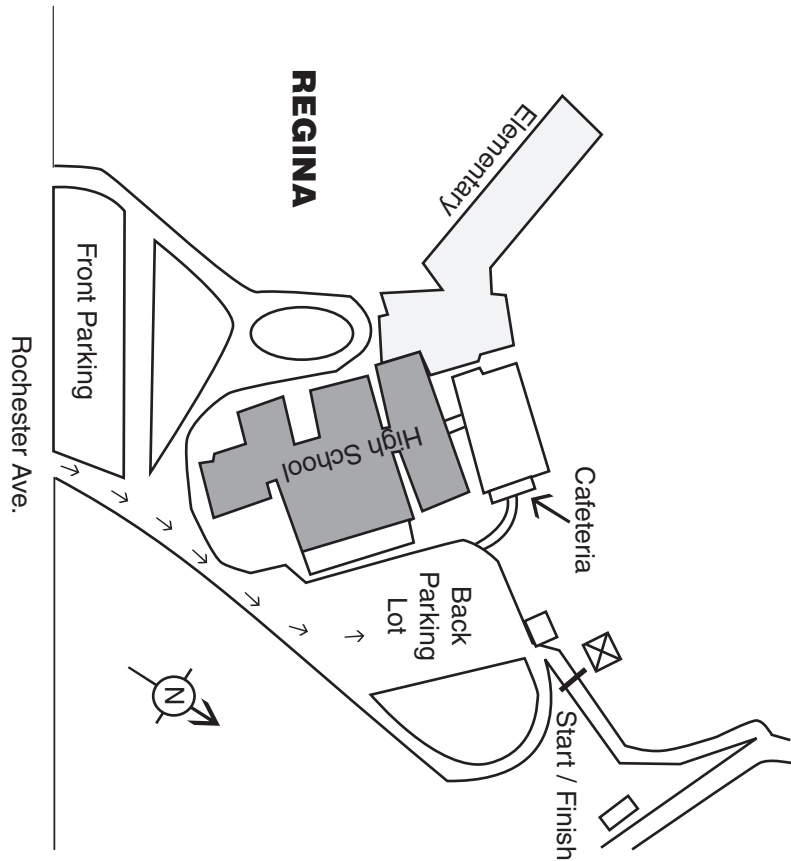 REGINA
Elementary
Front Parking
High School
Cafeteria
Back
Parking
Lot
Rochester Ave.
N
Start / Finish